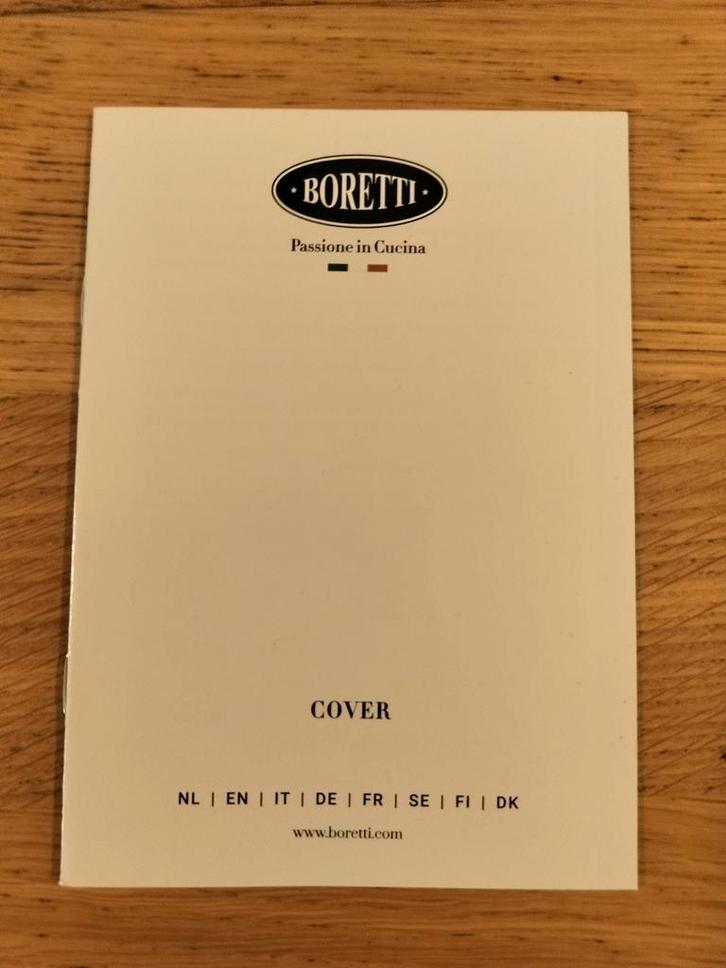 BORETTI
Passione in Cucina
COVER
NL | EN | IT | DE | FR | SE | FI | DK
www.boretti.com